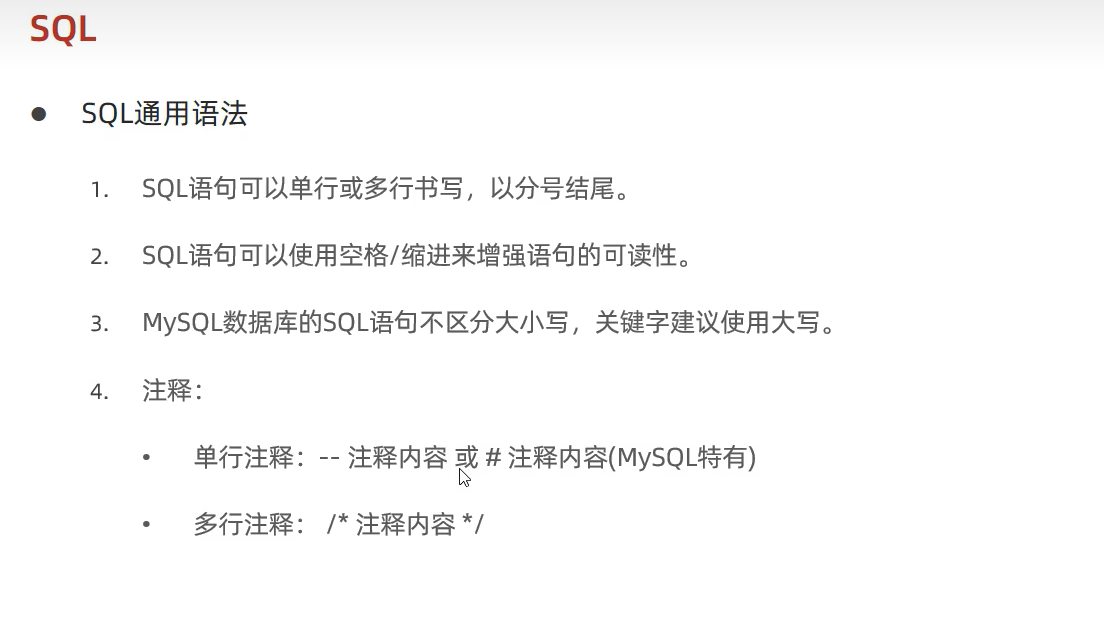 SQL
● SQL通用语法
1. SQL语句可以单行或多行书写，以分号结尾。
2. SQL语句可以使用空格/缩进来增强语句的可读性。
3. MySQL数据库的SQL语句不区分大小写，关键字建议使用大写。
4. 注释：
• 单行注释：-- 注释内容 或 # 注释内容(MySQL特有)
• 多行注释： /* 注释内容 */